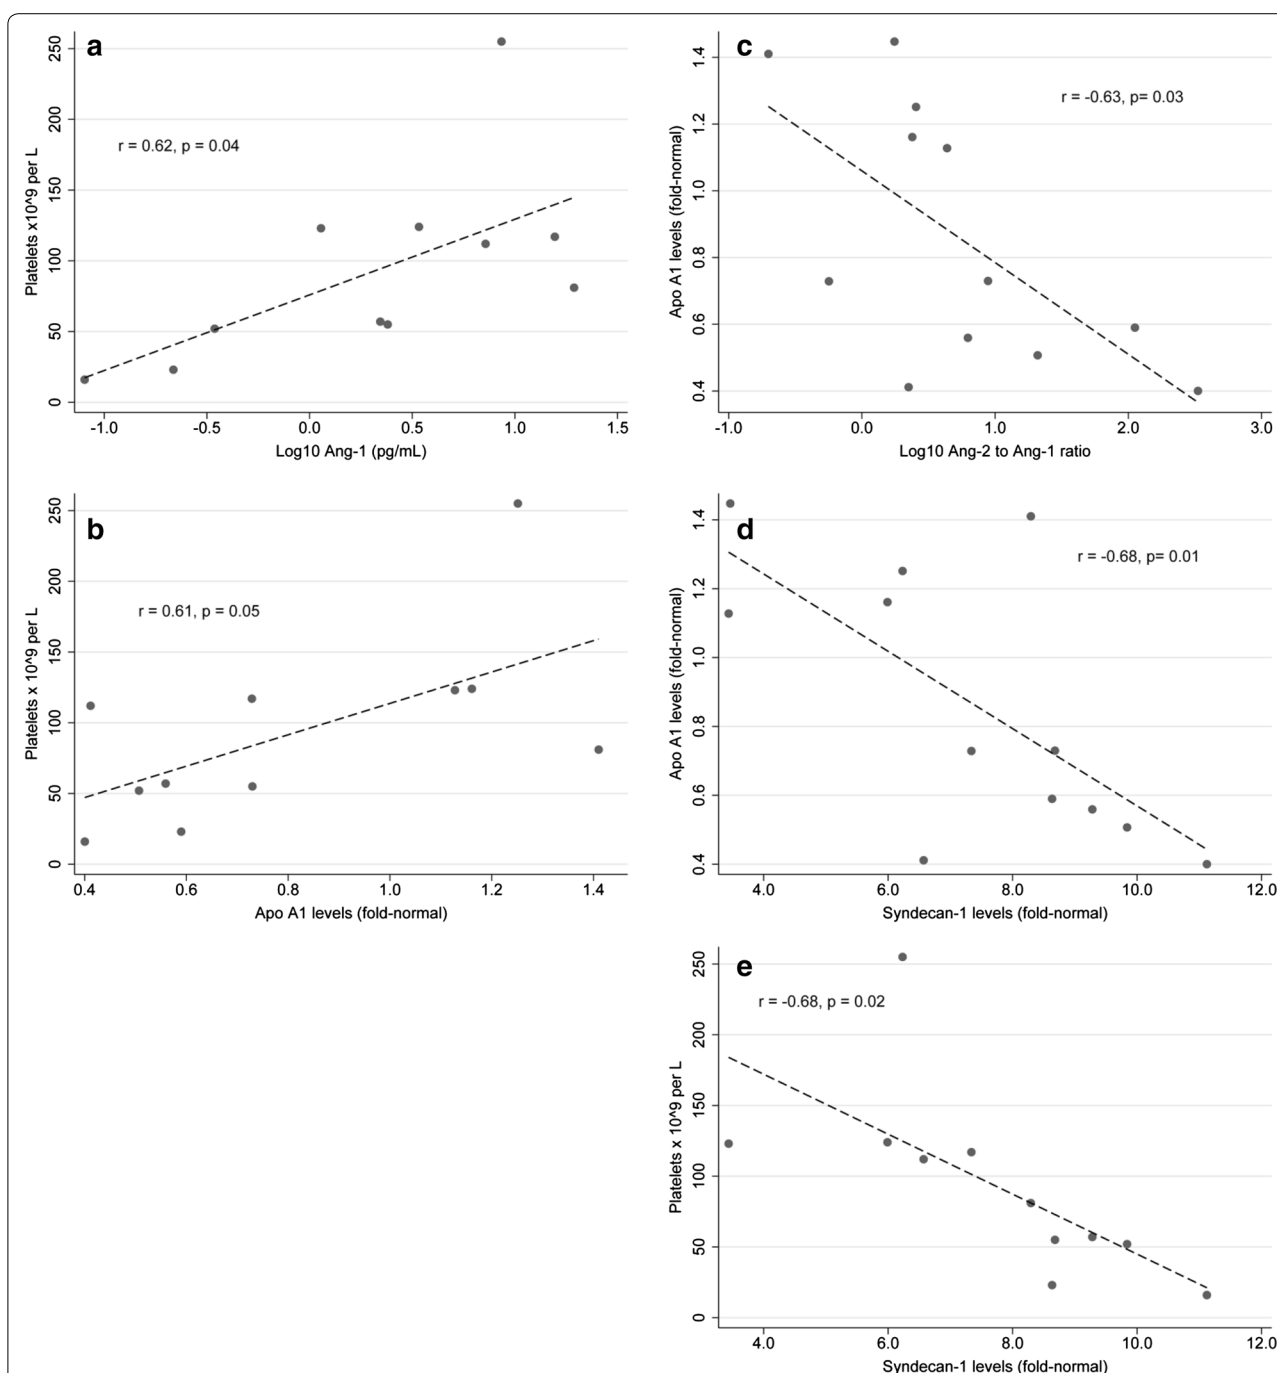 a
250
200
150
100
50
0
Platelets x10^9 per L
r = 0.62, p = 0.04
-1.0 -0.5 0.0 0.5 1.0 1.5
Log10 Ang-1 (pg/mL)
b
250
200
150
100
50
0
Platelets x 10^9 per L
r = 0.61, p = 0.05
0.4 0.6 0.8 1.0 1.2 1.4
Apo A1 levels (fold-normal)
c
1.4
1.2
1.0
0.8
0.6
0.4
Apo A1 levels (fold-normal)
r = -0.63, p= 0.03
-1.0 0.0 1.0 2.0 3.0
Log10 Ang-2 to Ang-1 ratio
d
1.4
1.2
1.0
0.8
0.6
0.4
Apo A1 levels (fold-normal)
r = -0.68, p= 0.01
4.0 6.0 8.0 10.0 12.0
Syndecan-1 levels (fold-normal)
e
250
200
150
100
50
0
Platelets x 10^9 per L
r = -0.68, p = 0.02
4.0 6.0 8.0 10.0 12.0
Syndecan-1 levels (fold-normal)